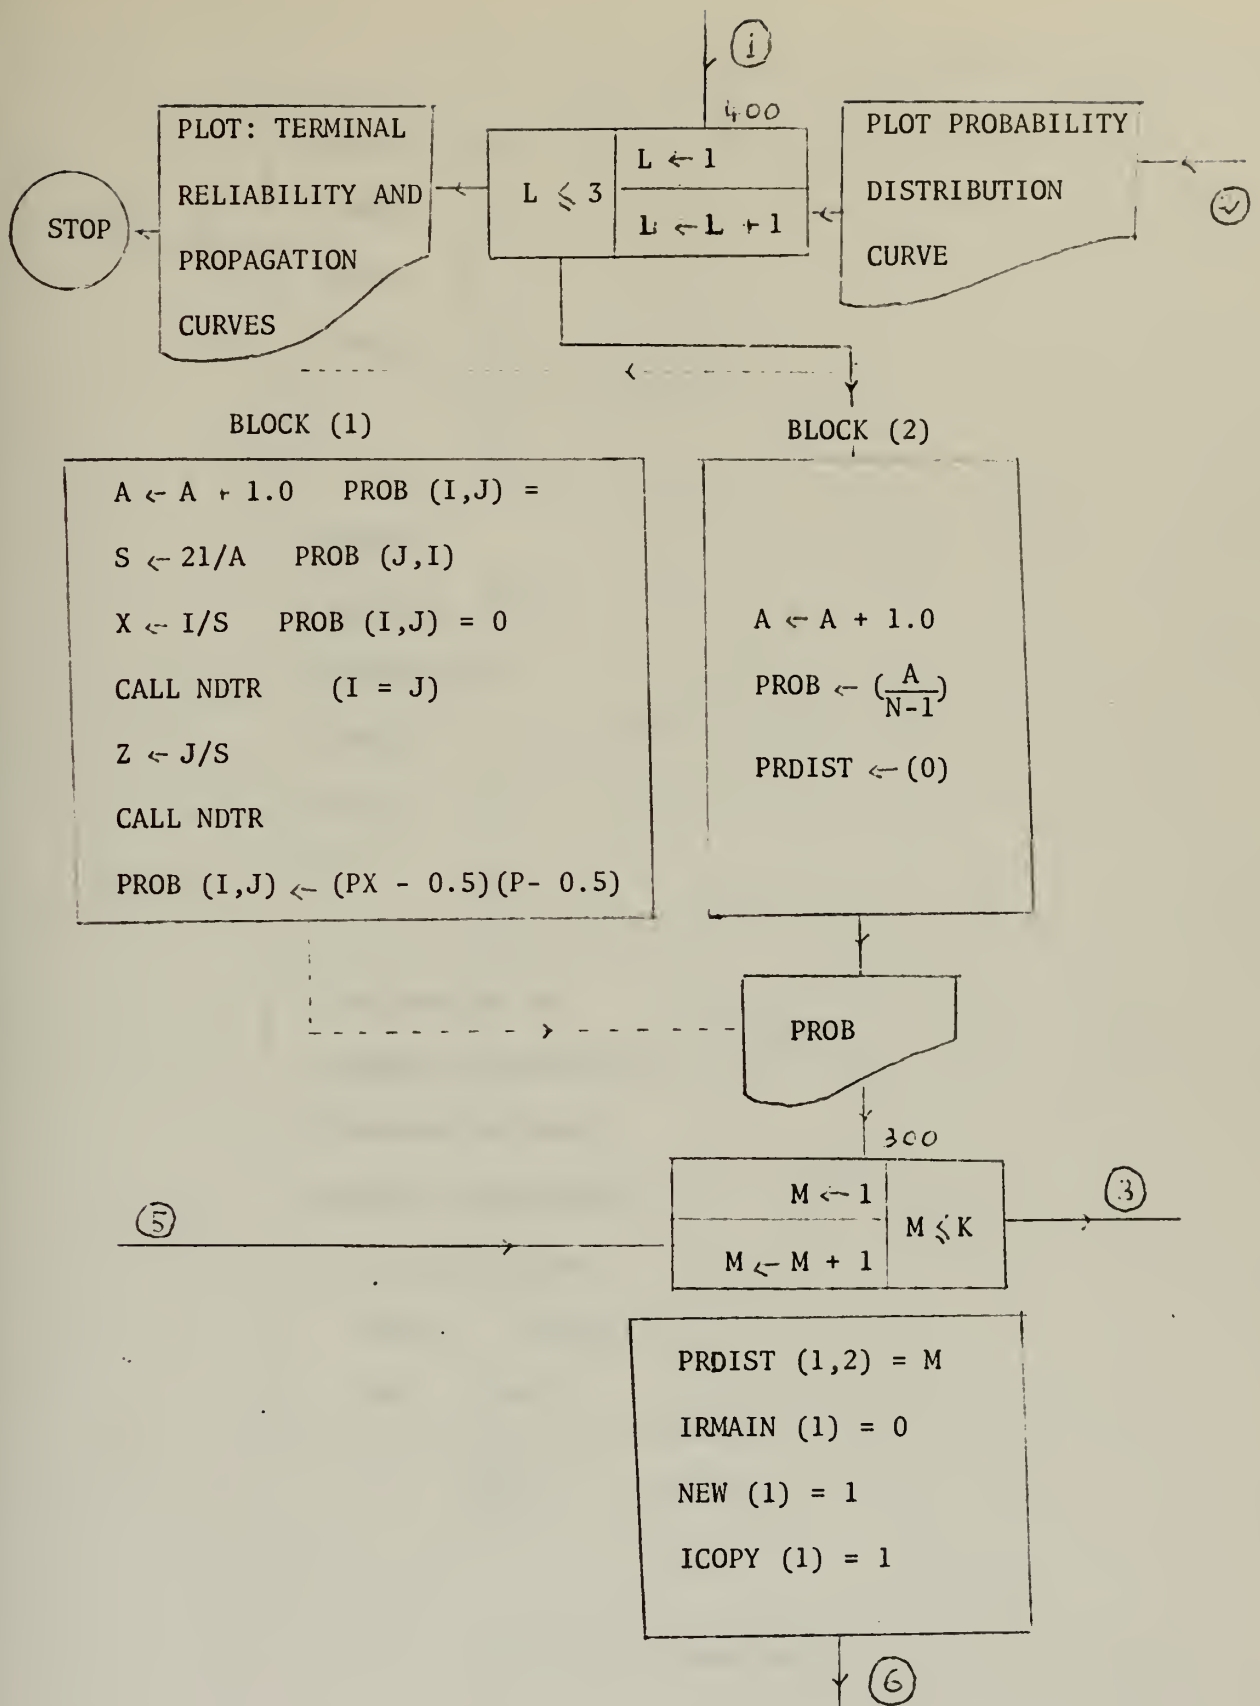 i
400
PLOT: TERMINAL
RELIABILITY AND
PROPAGATION
CURVES
STOP
L ⩽ 3
L ← 1
L ← L + 1
PLOT PROBABILITY
DISTRIBUTION
CURVE
2
BLOCK (1)
A ← A + 1.0 PROB (I,J) =
S ← 21/A PROB (J,I)
X ← I/S PROB (I,J) = 0
CALL NDTR (I = J)
Z ← J/S
CALL NDTR
PROB (I,J) ← (PX - 0.5)(P- 0.5)
BLOCK (2)
A ← A + 1.0
PROB ← (A/N-1)
PRDIST ← (0)
PROB
300
5
M ← 1
M ← M + 1
M ⩽ K
3
PRDIST (1,2) = M
IRMAIN (1) = 0
NEW (1) = 1
ICOPY (1) = 1
6